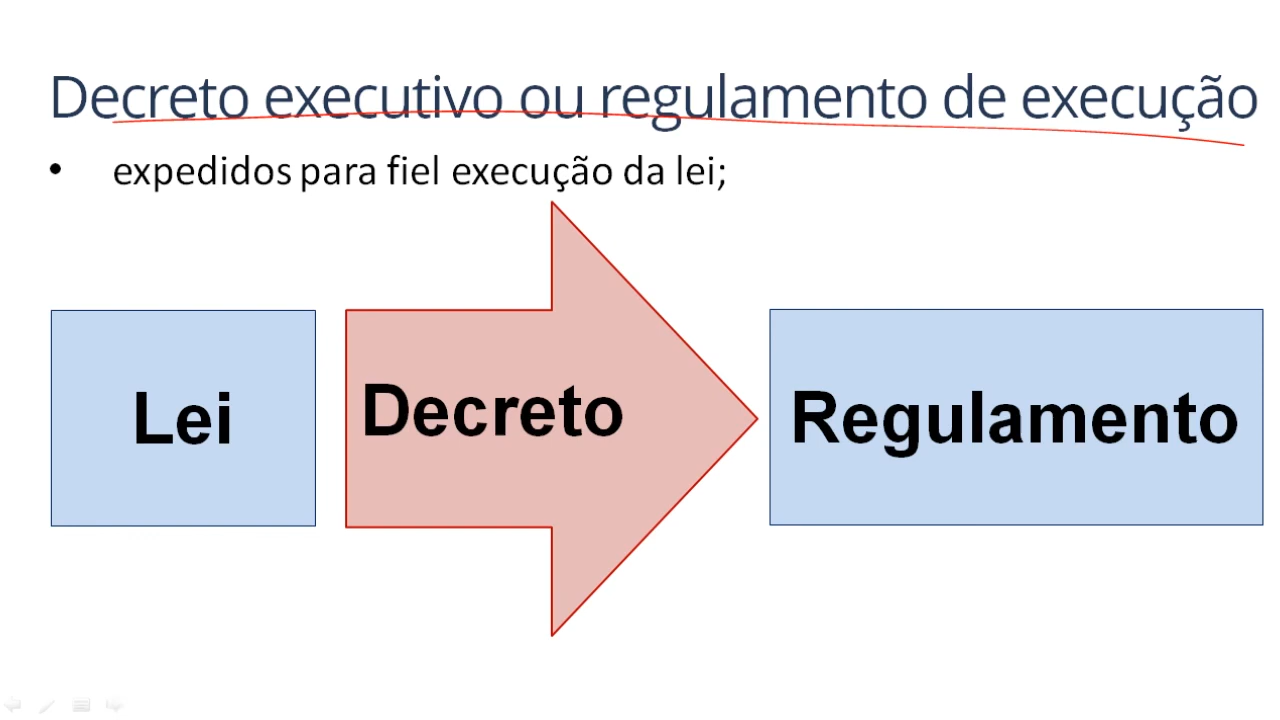 Decreto executivo ou regulamento de execução
• expedidos para fiel execução da lei;
Lei
Decreto
Regulamento